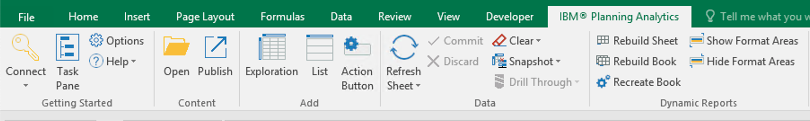 File Home Insert Page Layout Formulas Data Review View Developer IBM® Planning Analytics Tell me what you w
Connect Task Pane Options Help
Getting Started
Open Publish
Content
Exploration List Action Button
Add
Refresh Sheet Commit Discard Clear Snapshot Drill Through
Data
Rebuild Sheet Show Format Areas
Rebuild Book Hide Format Areas
Recreate Book
Dynamic Reports